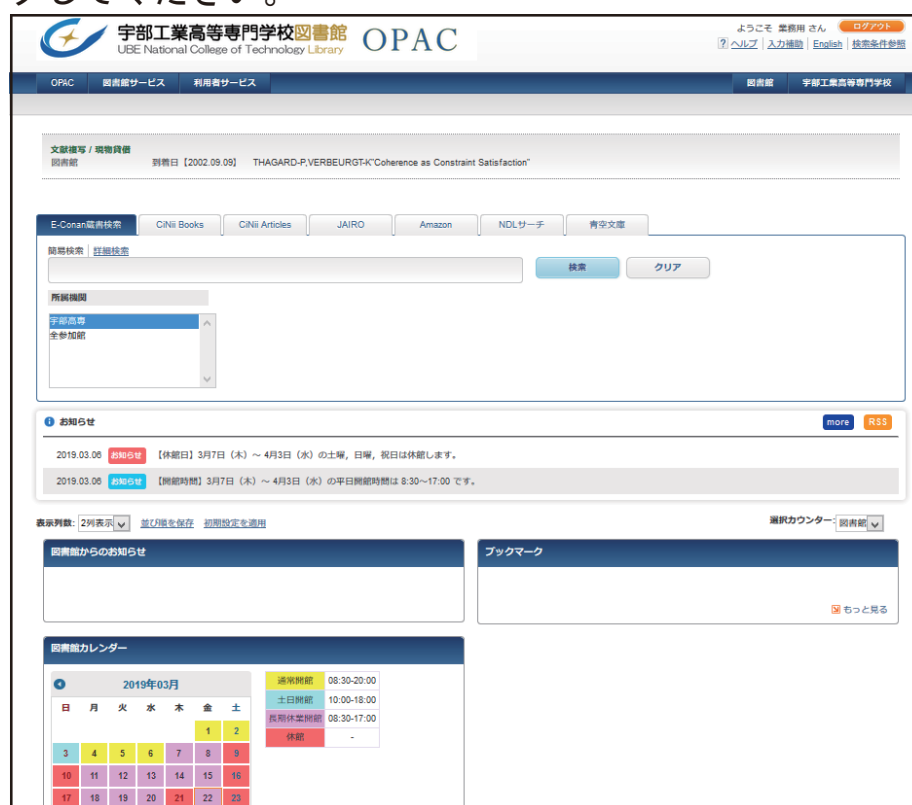 クしてください。
宇部工業高等専門学校図書館 OPAC
UBE National College of Technology Library
ようこそ 業務用 さん ログアウト
? ヘルプ | 入力補助 | English | 検索条件参照
OPAC 図書館サービス 利用者サービス 図書館 宇部工業高等専門学校
文献複写 / 現物貸借
図書館 到着日【2002.09.09】 THAGARD-P,VERBEURGT-K"Coherence as Constraint Satisfaction"
E-Conan蔵書検索 CiNii Books CiNii Articles JAIRO Amazon NDLサーチ 青空文庫
簡易検索 | 詳細検索
検索 クリア
所属機関
宇部高専
全参加館
お知らせ more RSS
2019.03.06 お知らせ 【休館日】3月7日（木）～ 4月3日（水）の土曜，日曜，祝日は休館します。
2019.03.06 お知らせ 【開館時間】3月7日（木）～ 4月3日（水）の平日開館時間は 8:30～17:00 です。
表示列数: 2列表示 並び順を保存 初期設定を適用 選択カウンター: 図書館
図書館からのお知らせ ブックマーク
もっと見る
図書館カレンダー
2019年03月
日 月 火 水 木 金 土
1 2
3 4 5 6 7 8 9
10 11 12 13 14 15 16
17 18 19 20 21 22 23
通常開館 08:30-20:00
土日開館 10:00-18:00
長期休業開館 08:30-17:00
休館 -